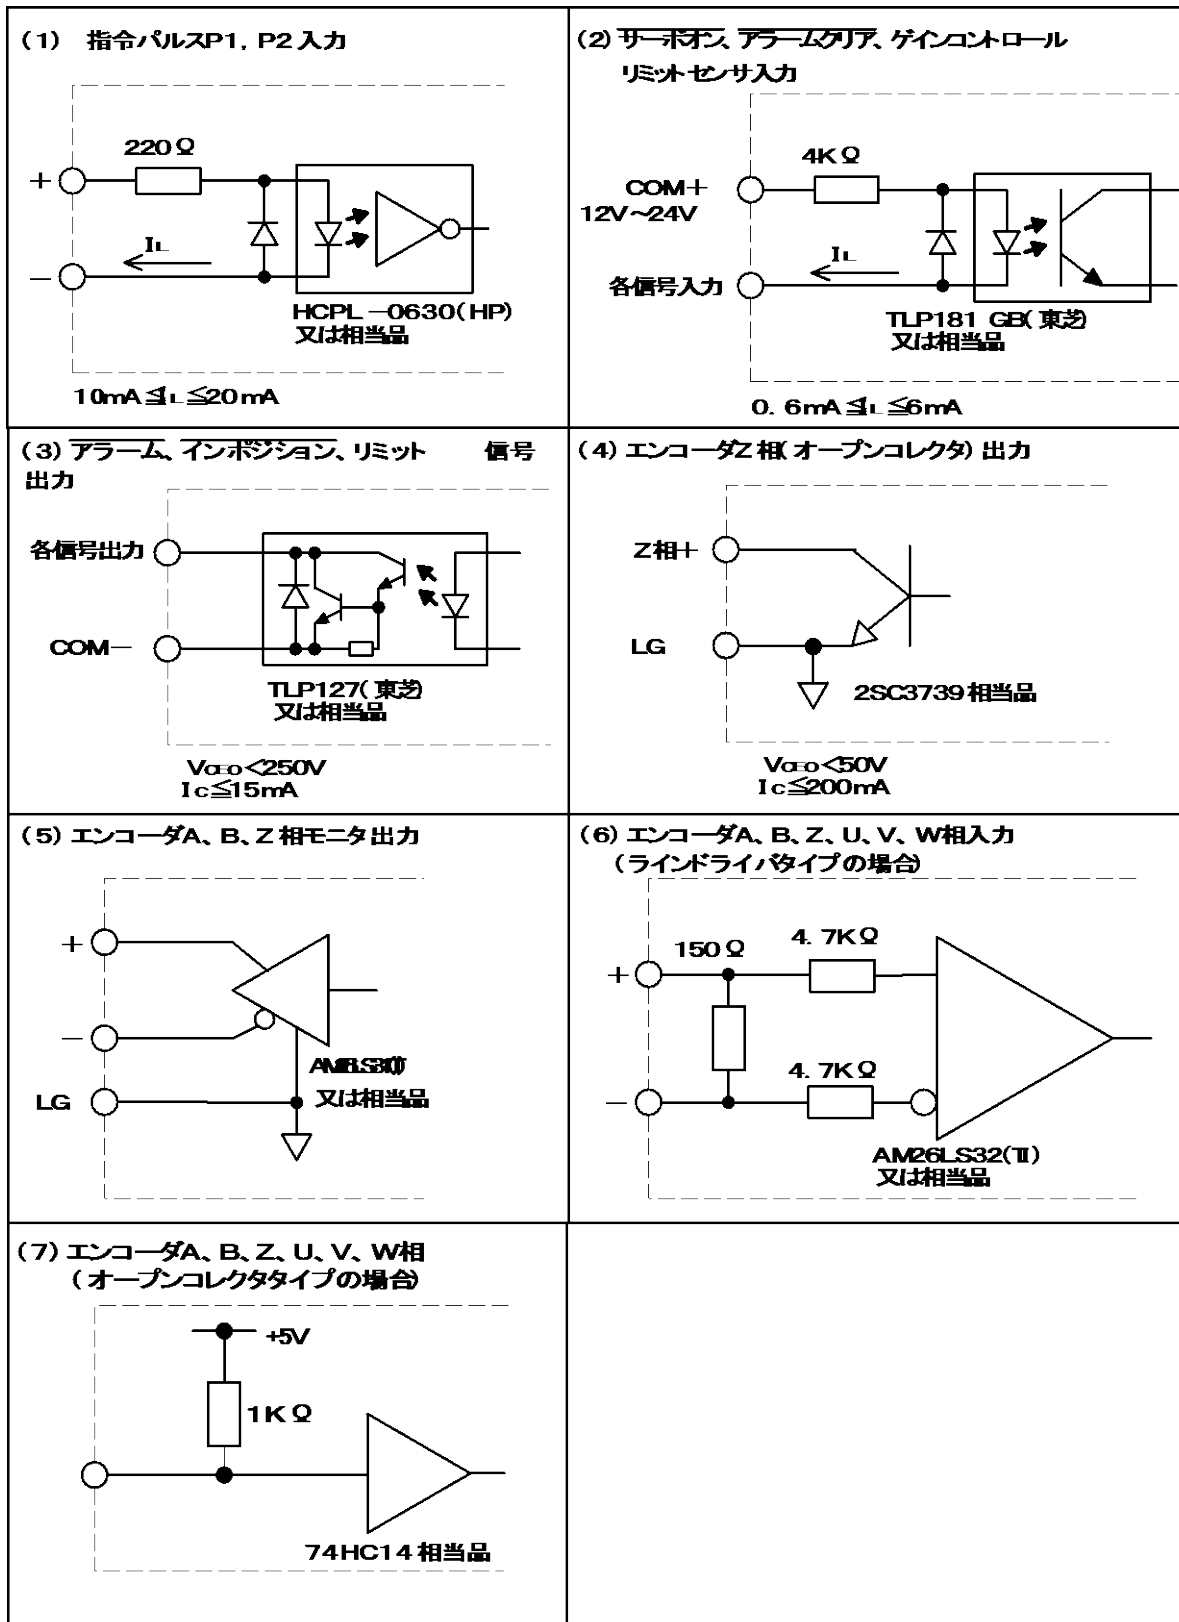 (1) 指令パルスP1, P2 入力
220Ω
+
IL
−
HCPL−0630(HP)
又は相当品
10mA≦IL≦20mA
(2) サーボオン、アラームクリア、ゲインコントロール
リミットセンサ入力
4KΩ
COM+
12V~24V
IL
各信号入力
TLP181 GB(東芝)
又は相当品
0. 6mA≦IL≦6mA
(3) アラーム、インポジション、リミット 信号
出力
各信号出力
COM−
TLP127(東芝)
又は相当品
VCEO<250V
Ic≦15mA
(4) エンコーダZ相(オープンコレクタ) 出力
Z相+
LG
2SC3739相当品
VCEO<50V
Ic≦200mA
(5) エンコーダA、B、Z相モニタ出力
+
−
LG
又は相当品
(6) エンコーダA、B、Z、U、V、W相入力
(ラインドライバタイプの場合)
4. 7KΩ
150Ω
+
4. 7KΩ
−
AM26LS32(TI)
又は相当品
(7) エンコーダA、B、Z、U、V、W相
(オープンコレクタタイプの場合)
+5V
1KΩ
74HC14相当品